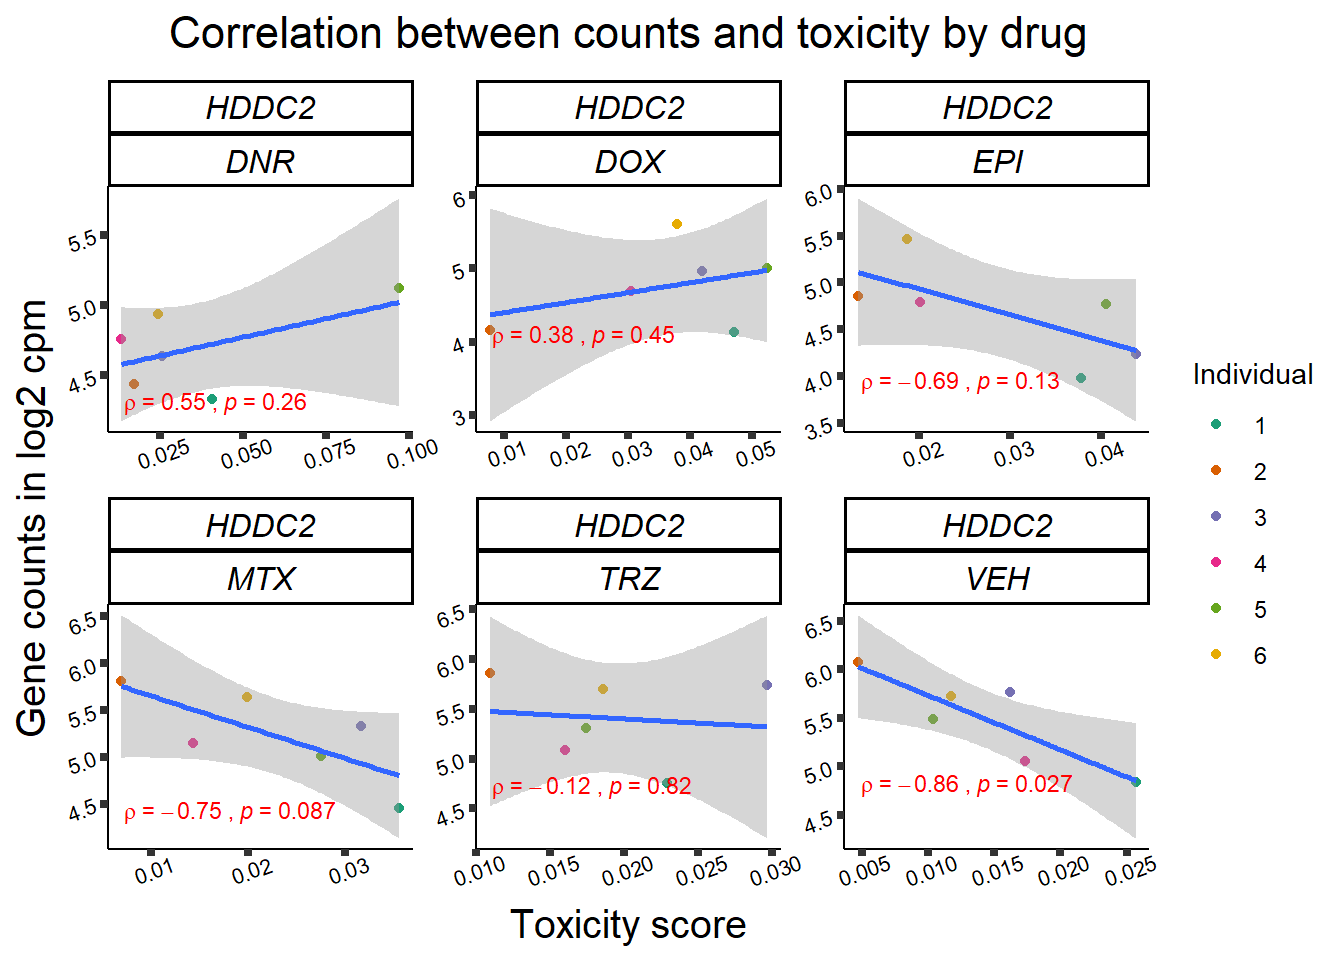 Correlation between counts and toxicity by drug
HDDC2
HDDC2
HDDC2
DNR
DOX
EPI
5.5
5.0
4.5
ρ = 0.55 , p = 0.26
0.025
0.050
0.075
0.100
6
5
4
3
ρ = 0.38 , p = 0.45
0.01
0.02
0.03
0.04
0.05
6.0
5.5
5.0
4.5
4.0
3.5
ρ = −0.69 , p = 0.13
0.02
0.03
0.04
HDDC2
HDDC2
HDDC2
MTX
TRZ
VEH
6.5
6.0
5.5
5.0
4.5
ρ = −0.75 , p = 0.087
0.01
0.02
0.03
6.5
6.0
5.5
5.0
4.5
ρ = −0.12 , p = 0.82
0.010
0.015
0.020
0.025
0.030
6.5
6.0
5.5
5.0
4.5
ρ = −0.86 , p = 0.027
0.005
0.010
0.015
0.020
0.025
Gene counts in log2 cpm
Toxicity score
Individual
1
2
3
4
5
6